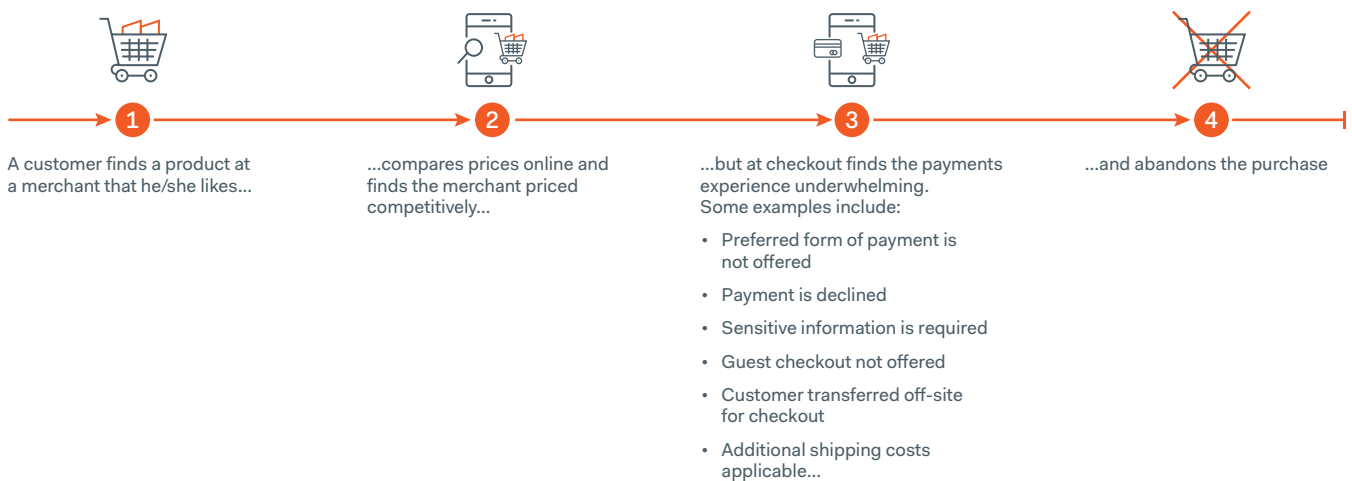 1
A customer finds a product at
a merchant that he/she likes...
2
...compares prices online and
finds the merchant priced
competitively...
3
...but at checkout finds the payments
experience underwhelming.
Some examples include:
• Preferred form of payment is
not offered
• Payment is declined
• Sensitive information is required
• Guest checkout not offered
• Customer transferred off-site
for checkout
• Additional shipping costs
applicable...
4
...and abandons the purchase